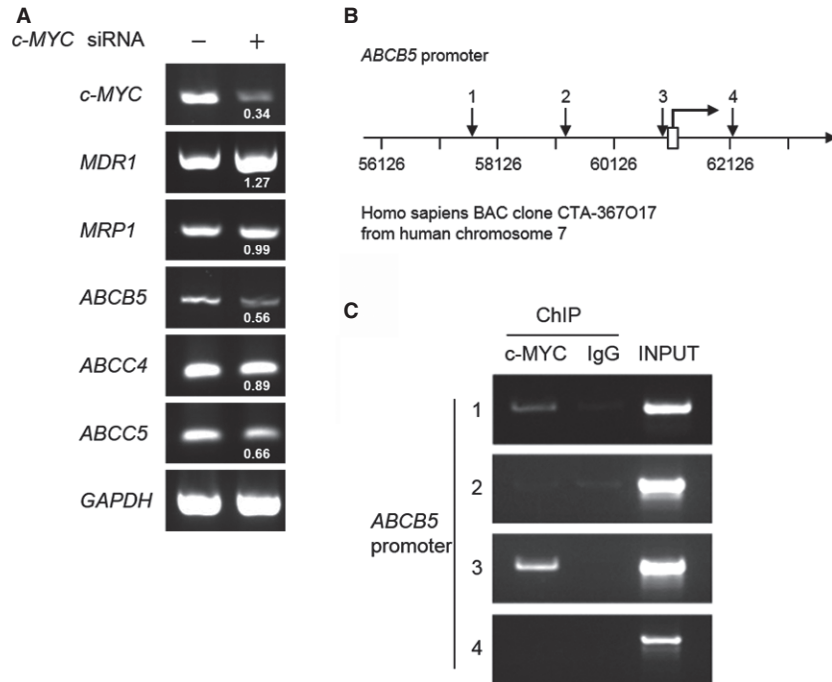 A
c-MYC siRNA − +
c-MYC
0.34
MDR1
1.27
MRP1
0.99
ABCB5
0.56
ABCC4
0.89
ABCC5
0.66
GAPDH
B
ABCB5 promoter
1 2 3 4
56126 58126 60126 62126
Homo sapiens BAC clone CTA-367O17
from human chromosome 7
C
ChIP
c-MYC IgG INPUT
1
2
3
4
ABCB5
promoter